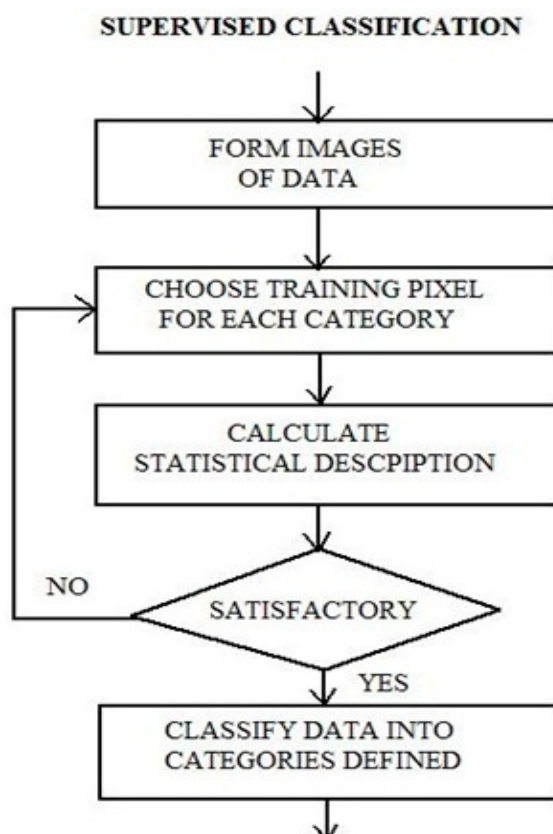 SUPERVISED CLASSIFICATION
FORM IMAGES
OF DATA
CHOOSE TRAINING PIXEL
FOR EACH CATEGORY
CALCULATE
STATISTICAL DESCPIPTION
NO
SATISFACTORY
YES
CLASSIFY DATA INTO
CATEGORIES DEFINED